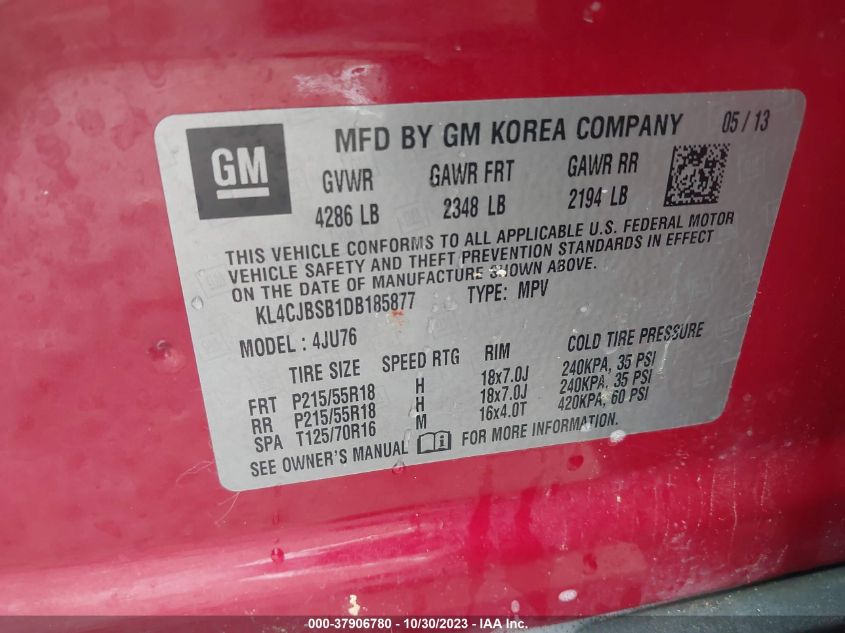 GM
MFD BY GM KOREA COMPANY 05 / 13
GVWR GAWR FRT GAWR RR
4286 LB 2348 LB 2194 LB
THIS VEHICLE CONFORMS TO ALL APPLICABLE U.S. FEDERAL MOTOR
VEHICLE SAFETY AND THEFT PREVENTION STANDARDS IN EFFECT
ON THE DATE OF MANUFACTURE SHOWN ABOVE.
KL4CJBSB1DB185877 TYPE: MPV
MODEL : 4JU76
TIRE SIZE SPEED RTG RIM COLD TIRE PRESSURE
FRT P215/55R18 H 18x7.0J 240KPA, 35 PSI
RR P215/55R18 H 18x7.0J 240KPA, 35 PSI
SPA T125/70R16 M 16x4.0T 420KPA, 60 PSI
SEE OWNER'S MANUAL FOR MORE INFORMATION.
000-37906780 - 10/30/2023 - IAA Inc.